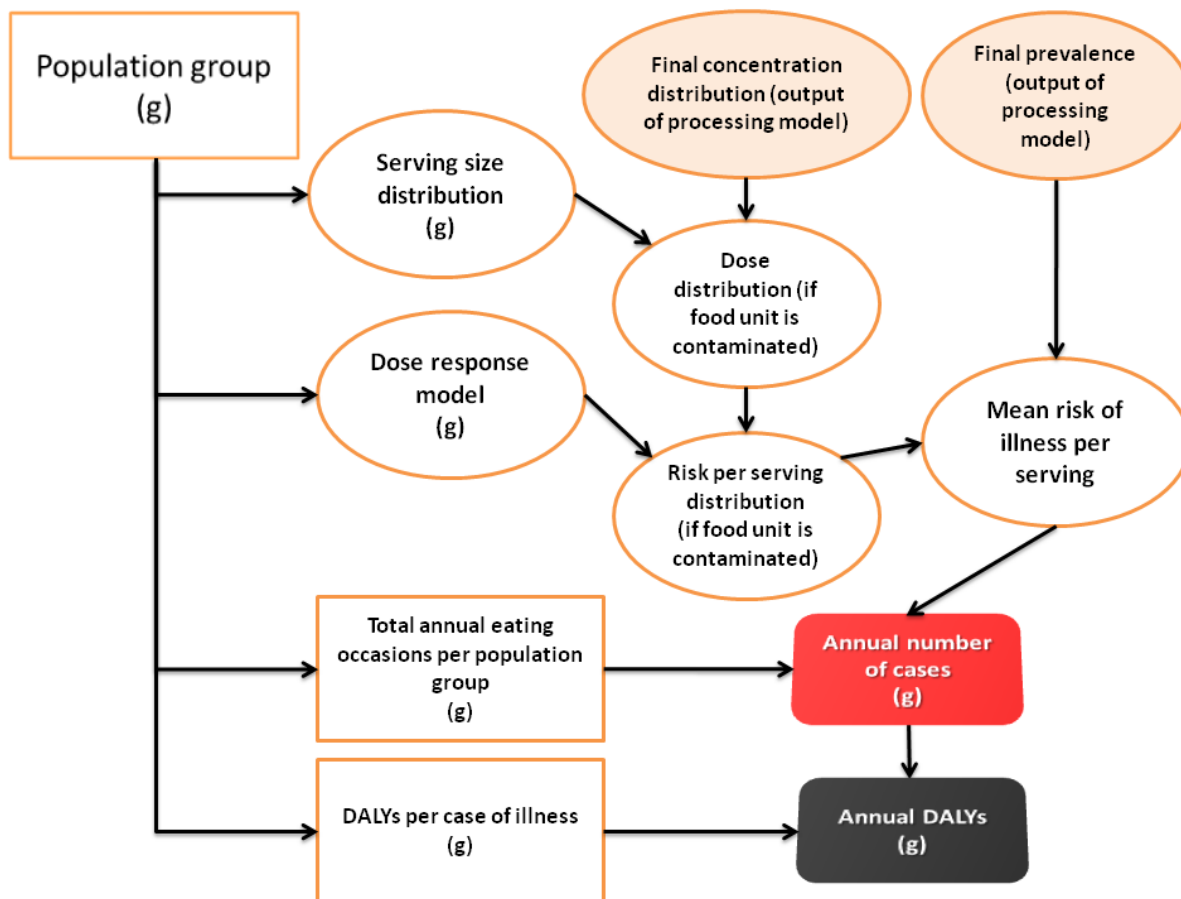 Population group
(g)
Final concentration
distribution (output
of processing model)
Final prevalence
(output of
processing
model)
Serving size
distribution
(g)
Dose
distribution (if
food unit is
contaminated)
Dose response
model
(g)
Mean risk of
illness per
serving
Risk per serving
distribution
(if food unit is
contaminated)
Total annual eating
occasions per population
group
(g)
Annual number
of cases
(g)
DALYs per case of illness
(g)
Annual DALYs
(g)